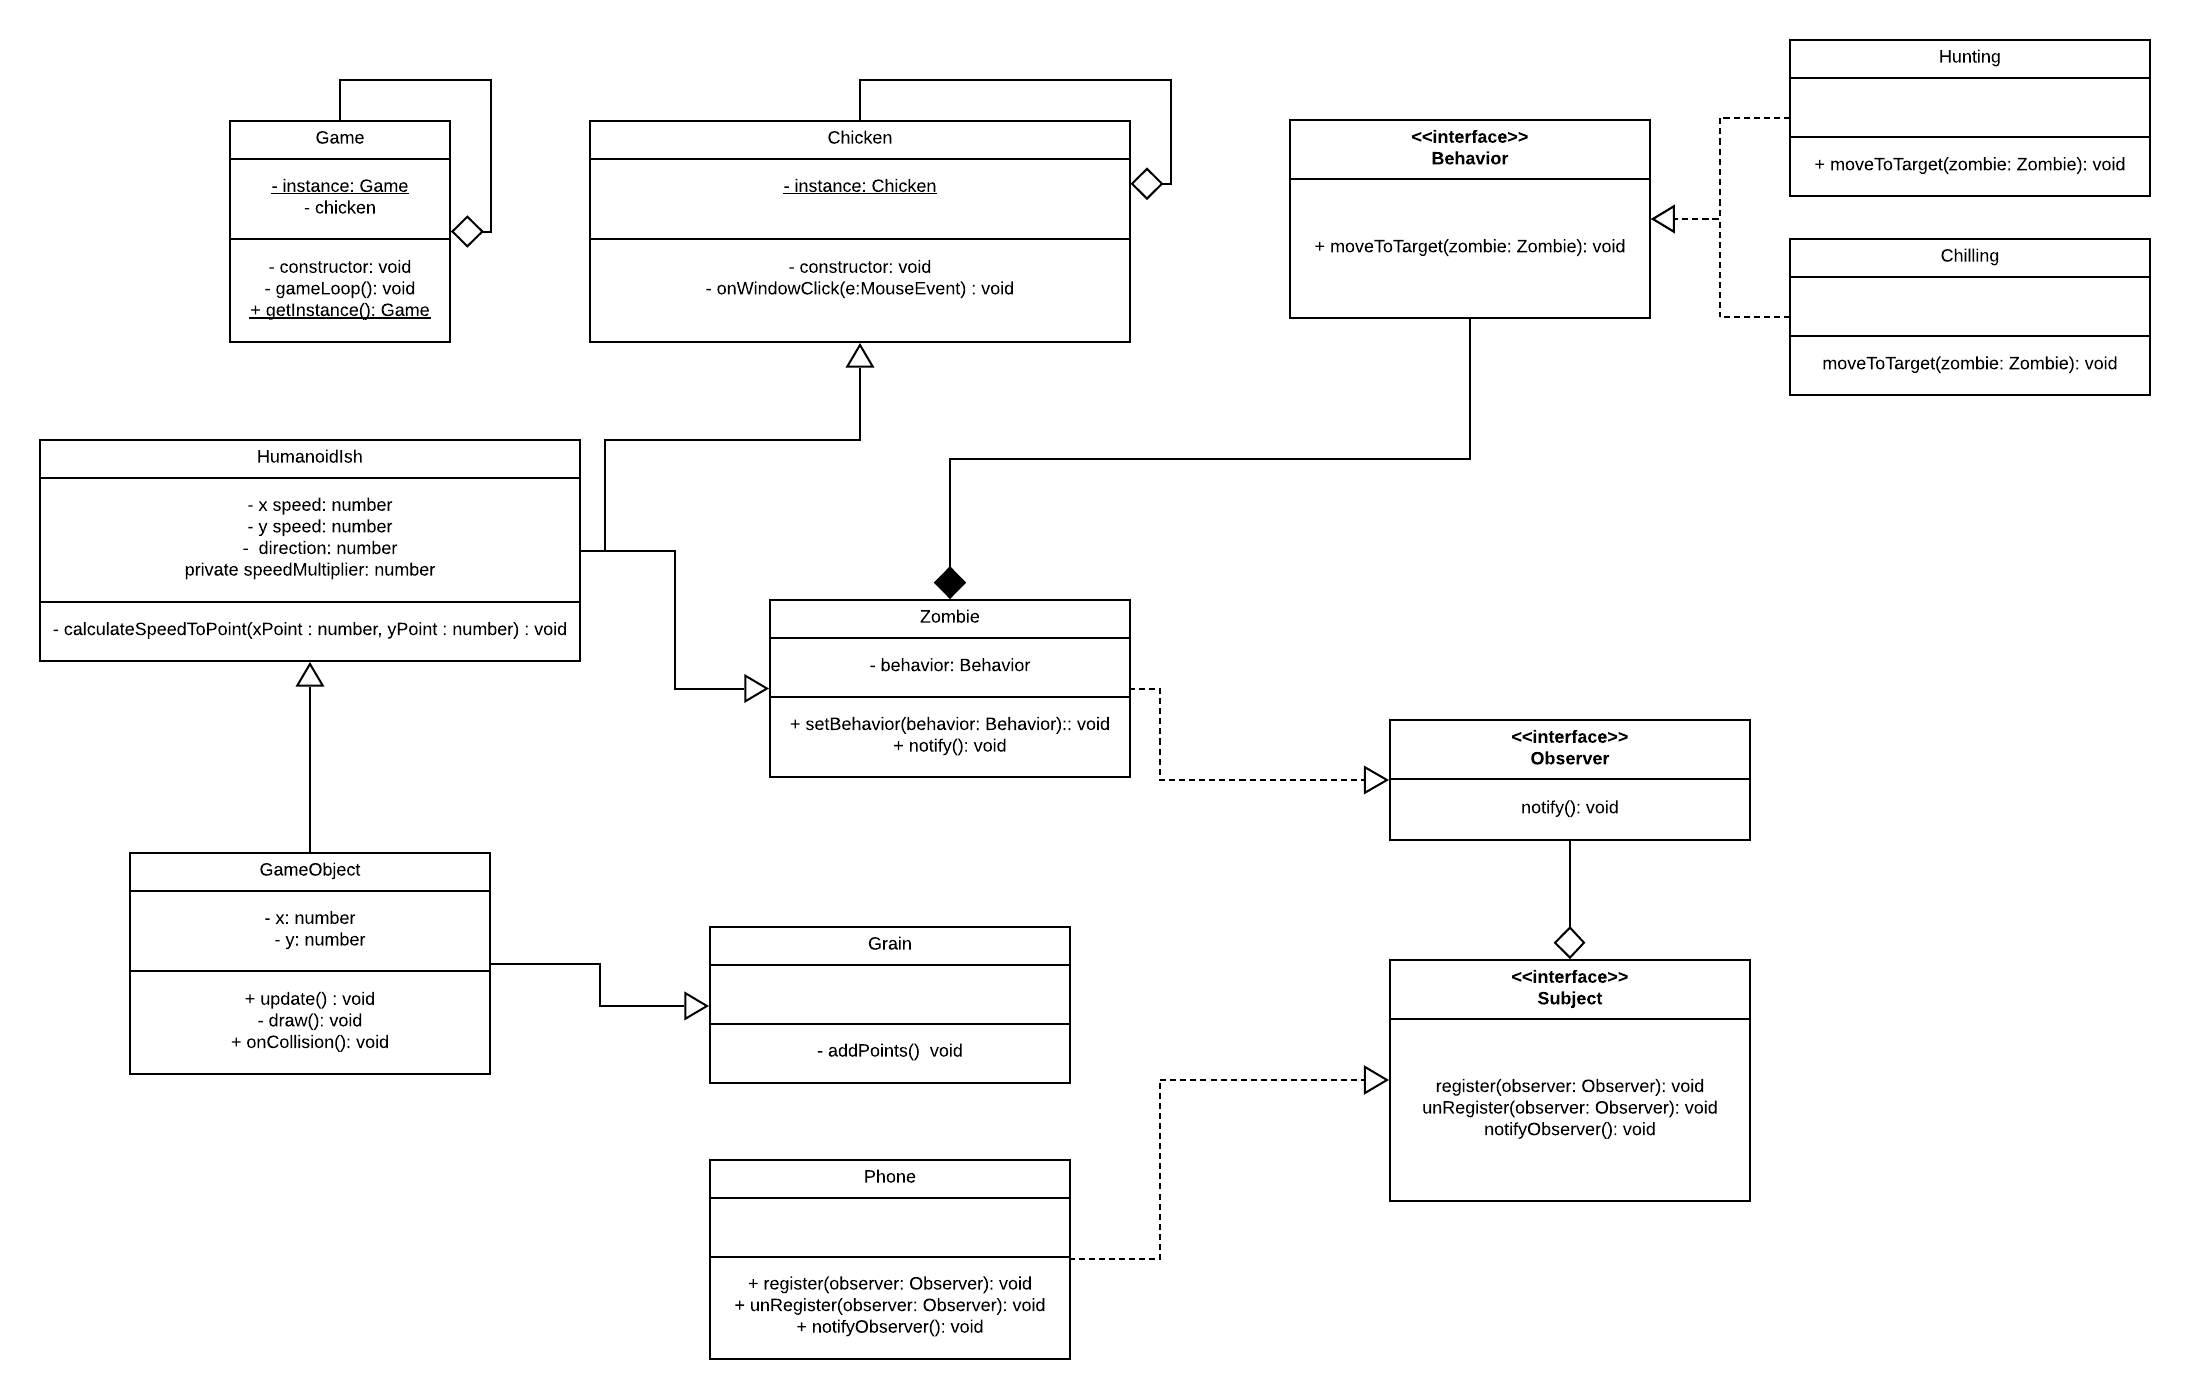 Game
- instance: Game
- chicken
- constructor: void
- gameLoop(): void
+ getInstance(): Game
Chicken
- instance: Chicken
- constructor: void
- onWindowClick(e:MouseEvent) : void
<<interface>>
Behavior
+ moveToTarget(zombie: Zombie): void
Hunting
+ moveToTarget(zombie: Zombie): void
Chilling
moveToTarget(zombie: Zombie): void
HumanoidIsh
- x speed: number
- y speed: number
-  direction: number
private speedMultiplier: number
- calculateSpeedToPoint(xPoint : number, yPoint : number) : void
Zombie
- behavior: Behavior
+ setBehavior(behavior: Behavior):: void
+ notify(): void
<<interface>>
Observer
notify(): void
GameObject
- x: number
- y: number
+ update() : void
- draw(): void
+ onCollision(): void
Grain
- addPoints()  void
<<interface>>
Subject
register(observer: Observer): void
unRegister(observer: Observer): void
notifyObserver(): void
Phone
+ register(observer: Observer): void
+ unRegister(observer: Observer): void
+ notifyObserver(): void